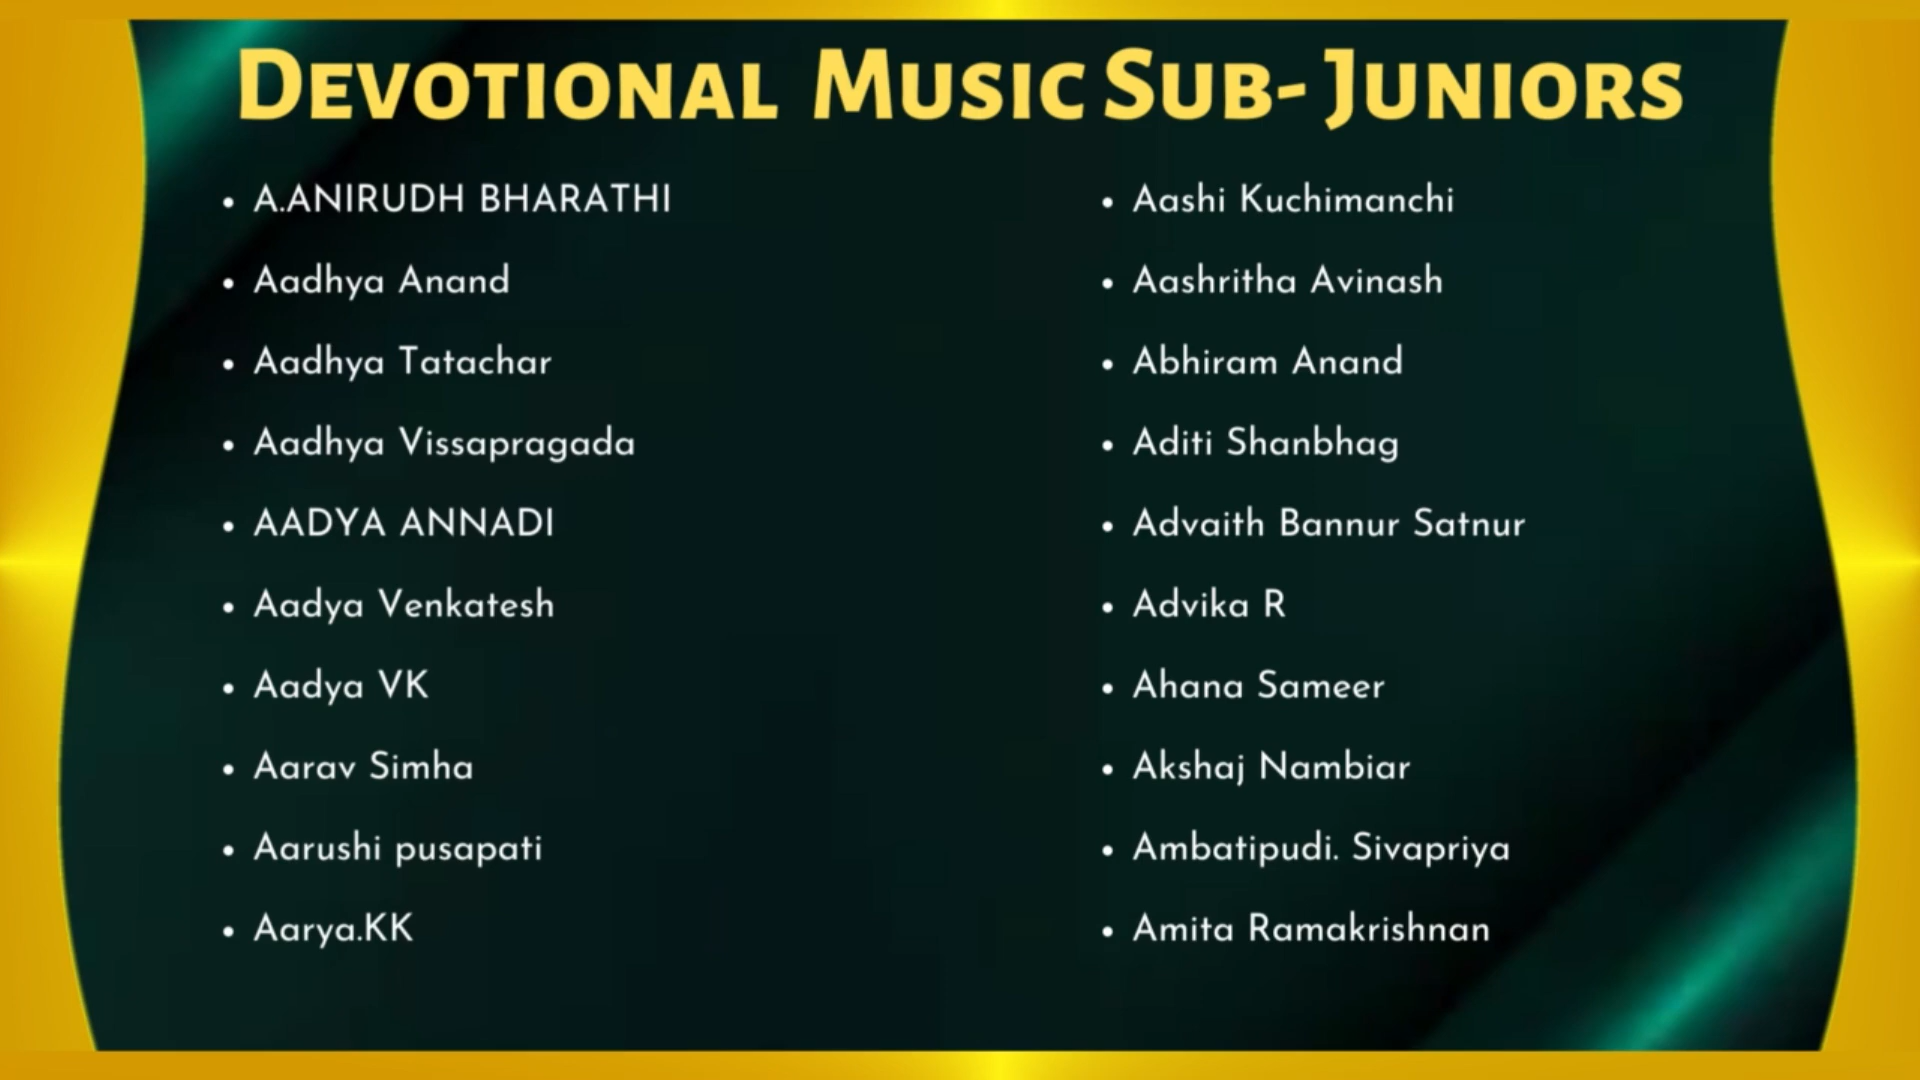 Devotional Music Sub- Juniors
• A.ANIRUDH BHARATHI
• Aadhya Anand
• Aadhya Tatachar
• Aadhya Vissapragada
• AADYA ANNADI
• Aadya Venkatesh
• Aadya VK
• Aarav Simha
• Aarushi pusapati
• Aarya.KK
• Aashi Kuchimanchi
• Aashritha Avinash
• Abhiram Anand
• Aditi Shanbhag
• Advaith Bannur Satnur
• Advika R
• Ahana Sameer
• Akshaj Nambiar
• Ambatipudi. Sivapriya
• Amita Ramakrishnan